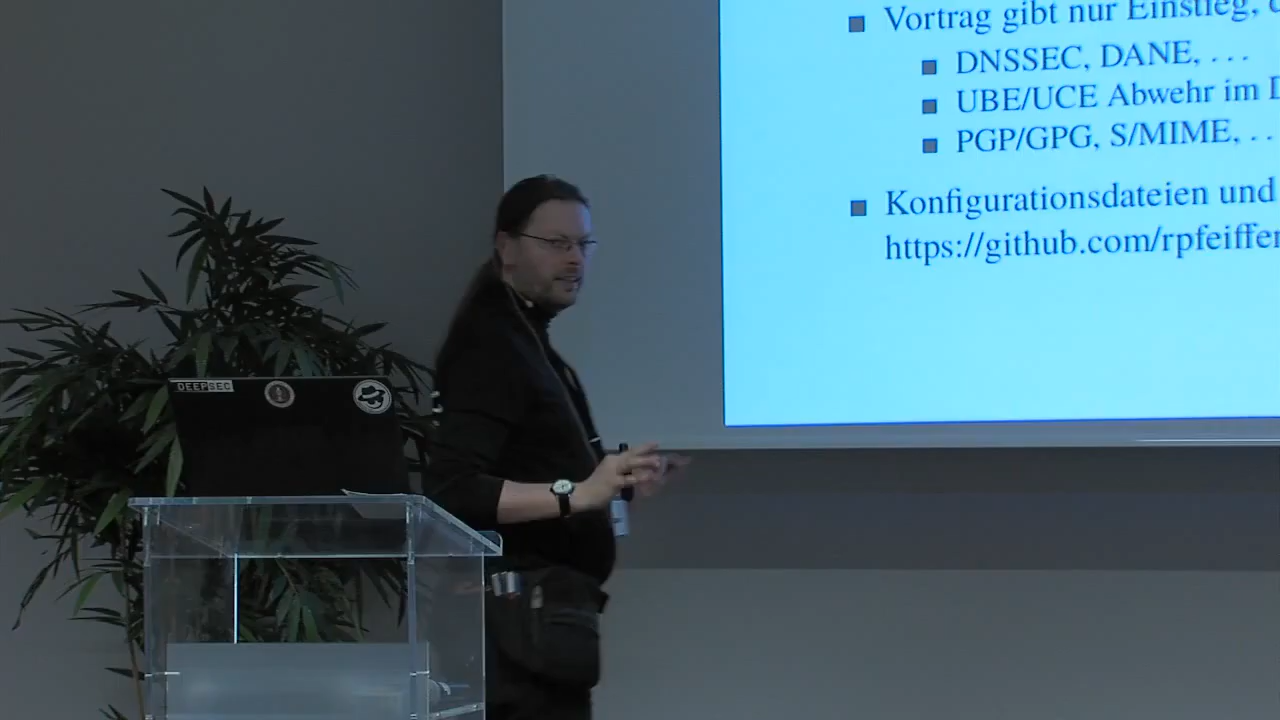 Vortrag gibt nur Einstieg,
DNSSEC, DANE, . . .
UBE/UCE Abwehr im
PGP/GPG, S/MIME, . .
Konfigurationsdateien und
https://github.com/rpfeiffer
DEEPSEC